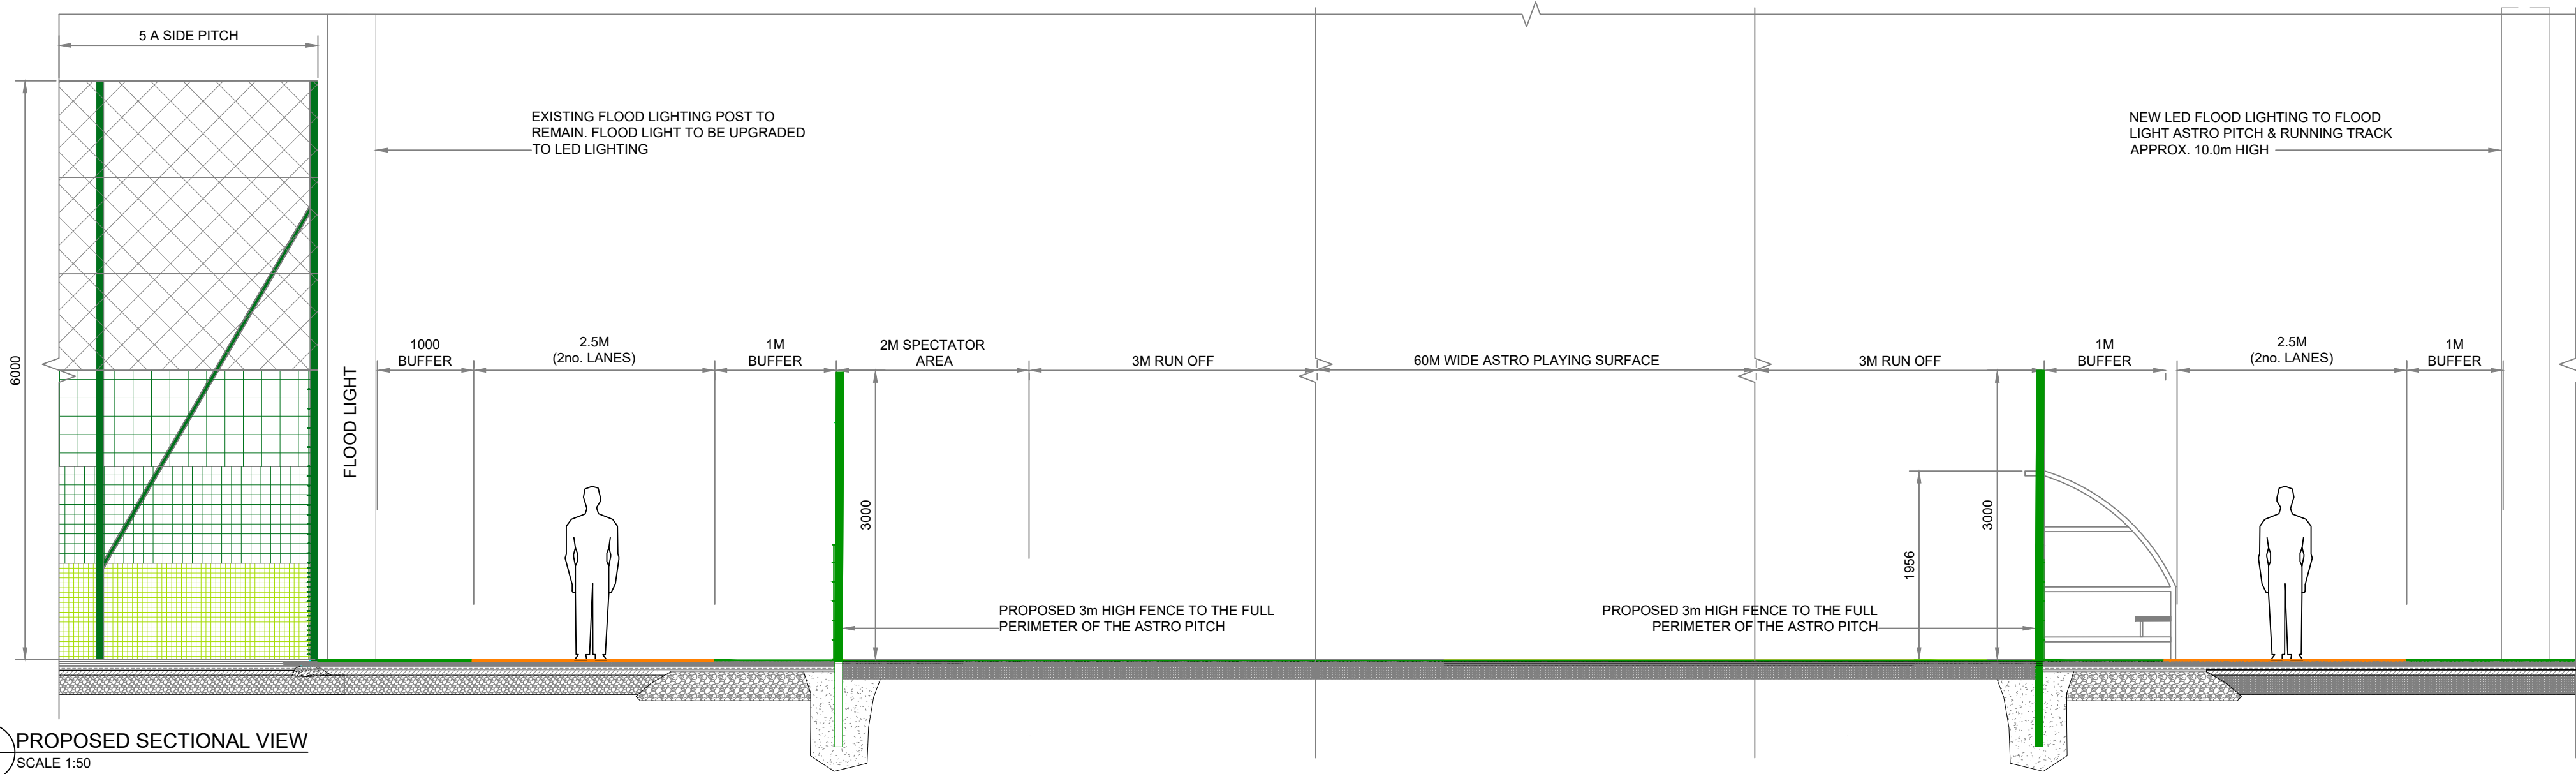 5 A SIDE PITCH
EXISTING FLOOD LIGHTING POST TO
REMAIN. FLOOD LIGHT TO BE UPGRADED
TO LED LIGHTING
NEW LED FLOOD LIGHTING TO FLOOD
LIGHT ASTRO PITCH & RUNNING TRACK
APPROX. 10.0m HIGH
6000
FLOOD LIGHT
1000
BUFFER
2.5M
(2no. LANES)
1M
BUFFER
2M SPECTATOR
AREA
3M RUN OFF
60M WIDE ASTRO PLAYING SURFACE
3M RUN OFF
1M
BUFFER
2.5M
(2no. LANES)
1M
BUFFER
3000
1956
3000
PROPOSED 3m HIGH FENCE TO THE FULL
PERIMETER OF THE ASTRO PITCH
PROPOSED 3m HIGH FENCE TO THE FULL
PERIMETER OF THE ASTRO PITCH
PROPOSED SECTIONAL VIEW
SCALE 1:50